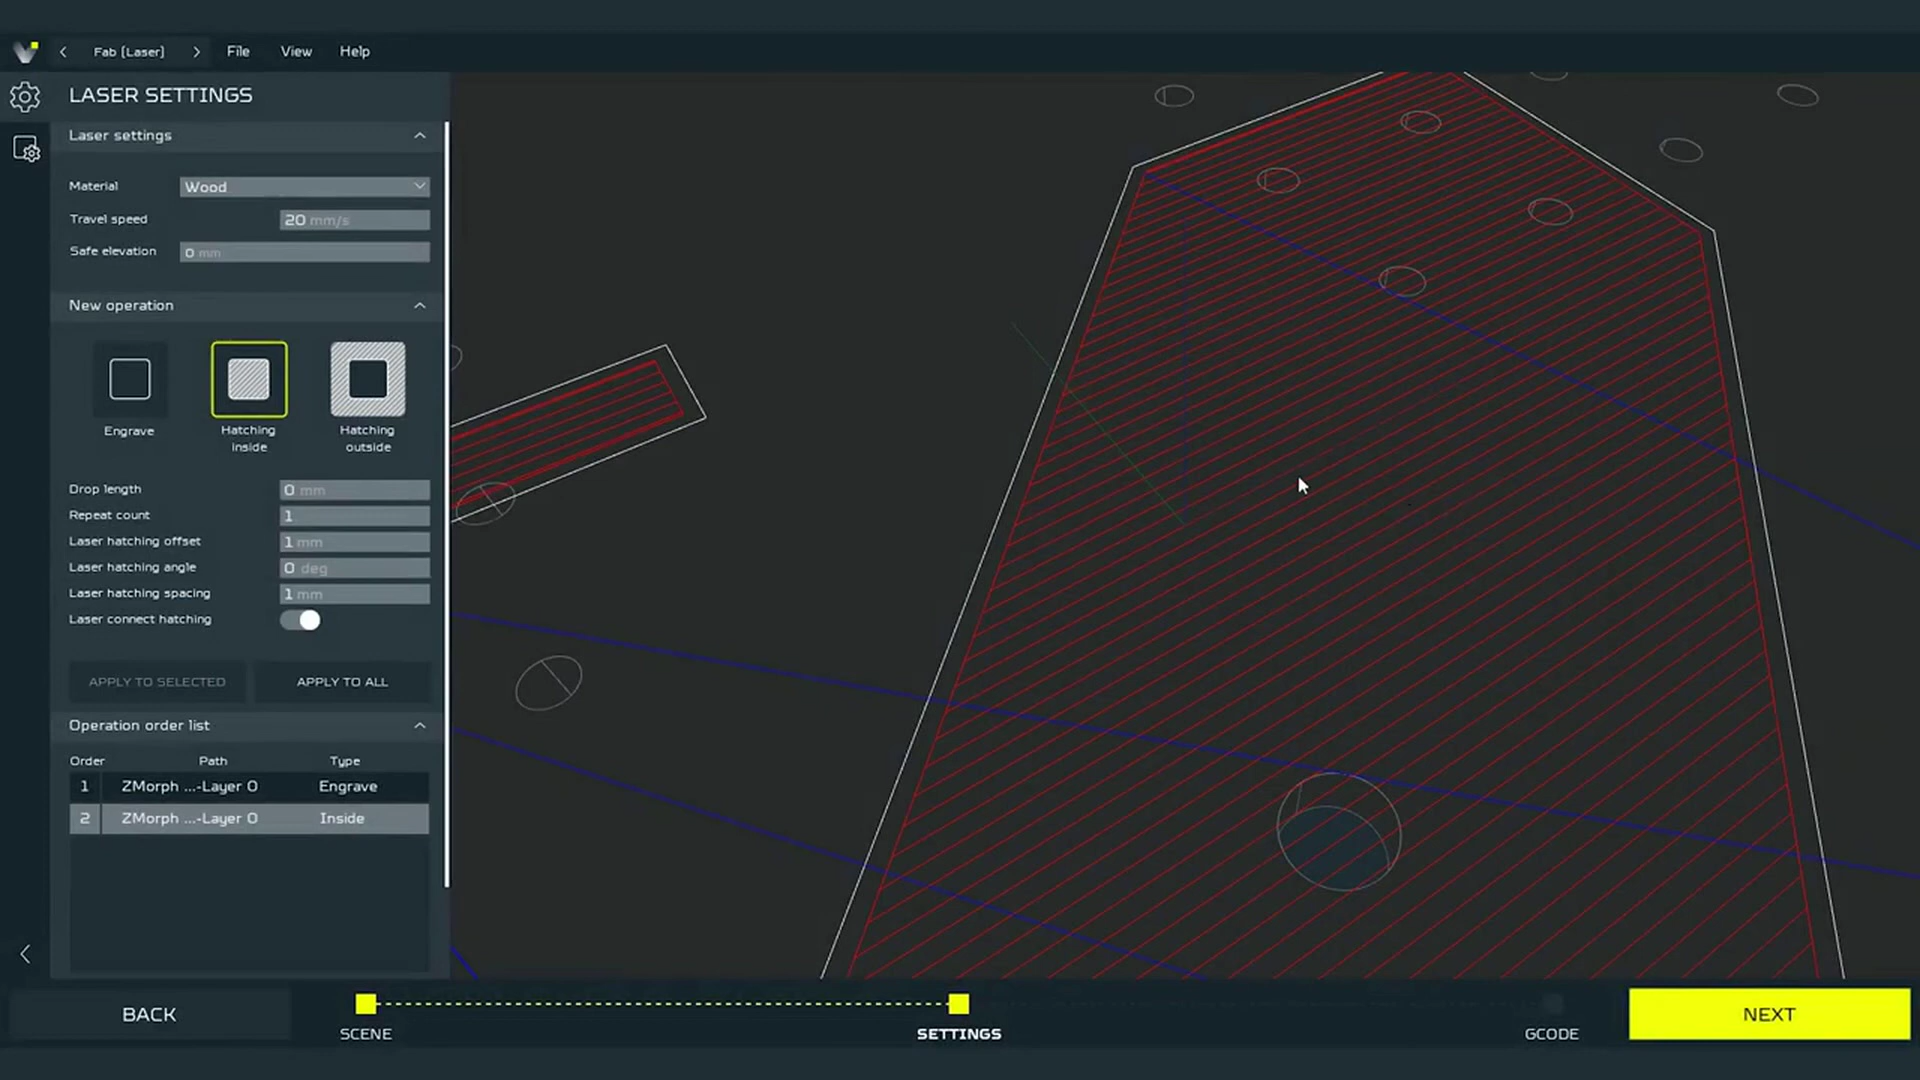 Fab (Laser)
File
View
Help
LASER SETTINGS
Laser settings
Material
Wood
Travel speed
20 mm/s
Safe elevation
0 mm
New operation
Engrave
Hatching
inside
Hatching
outside
Drop length
0 mm
Repeat count
1
Laser hatching offset
1 mm
Laser hatching angle
0 deg
Laser hatching spacing
1 mm
Laser connect hatching
APPLY TO SELECTED
APPLY TO ALL
Operation order list
Order Path Type
1 ZMorph ...-Layer 0 Engrave
2 ZMorph ...-Layer 0 Inside
BACK
SCENE
SETTINGS
GCODE
NEXT